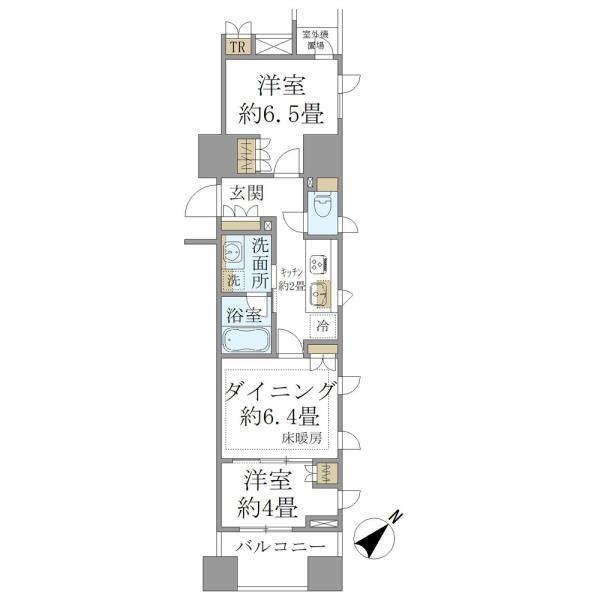 室外機
置場
TR
洋室
約6.5畳
玄関
洗面所
洗
キッチン
約2畳
浴室
冷
ダイニング
約6.4畳
床暖房
洋室
約4畳
バルコニー
N